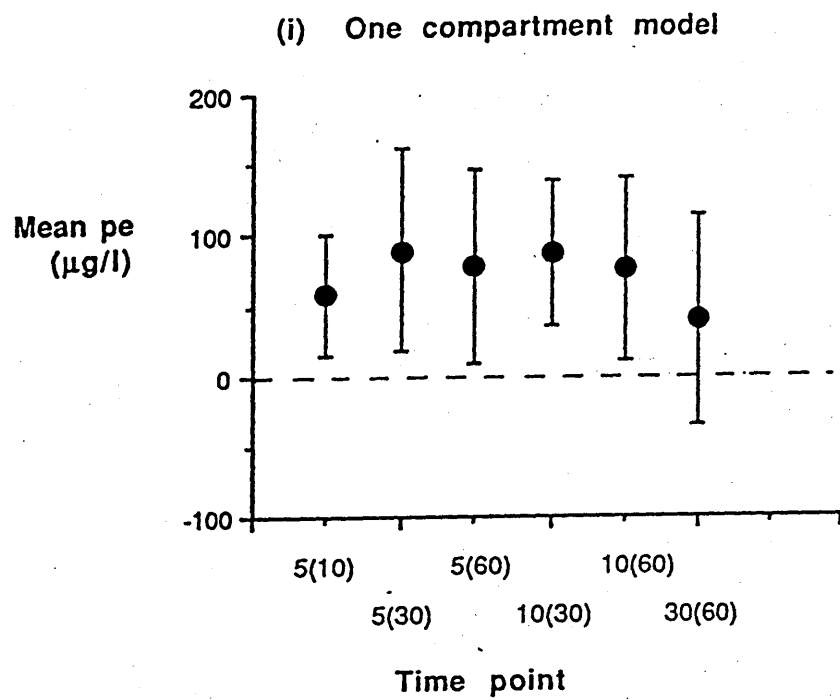 (i) One compartment model
200
Mean pe
(µg/l)
100
0
-100
5(10) 5(60) 10(60)
5(30) 10(30) 30(60)
Time point